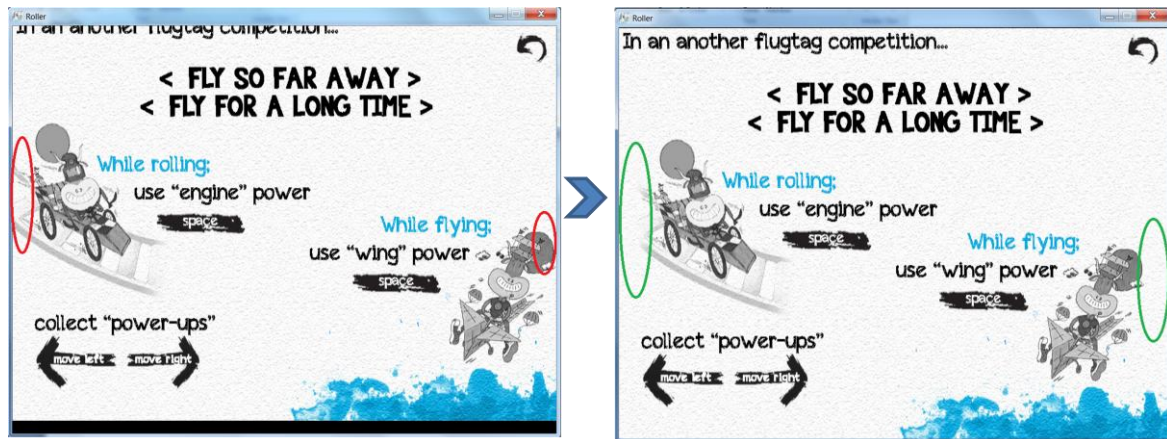 Roller
In an another flugtag competition...
< FLY SO FAR AWAY >
< FLY FOR A LONG TIME >
While rolling;
use “engine” power
space
While flying;
use “wing” power
space
collect “power-ups”
move left move right
Roller
In an another flugtag competition...
< FLY SO FAR AWAY >
< FLY FOR A LONG TIME >
While rolling;
use “engine” power
space
While flying;
use “wing” power
space
collect “power-ups”
move left move right